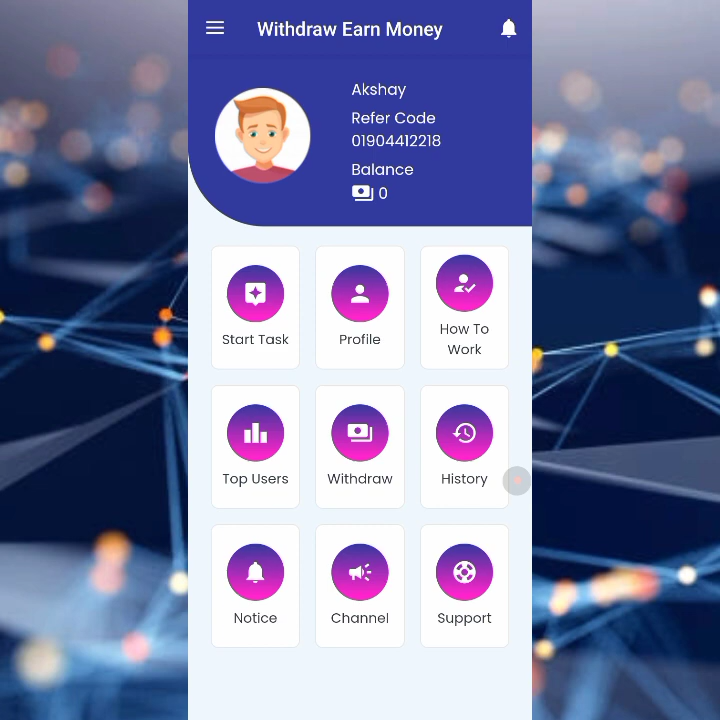 Withdraw Earn Money
Akshay
Refer Code
01904412218
Balance
0
Start Task
Profile
How To
Work
Top Users
Withdraw
History
Notice
Channel
Support